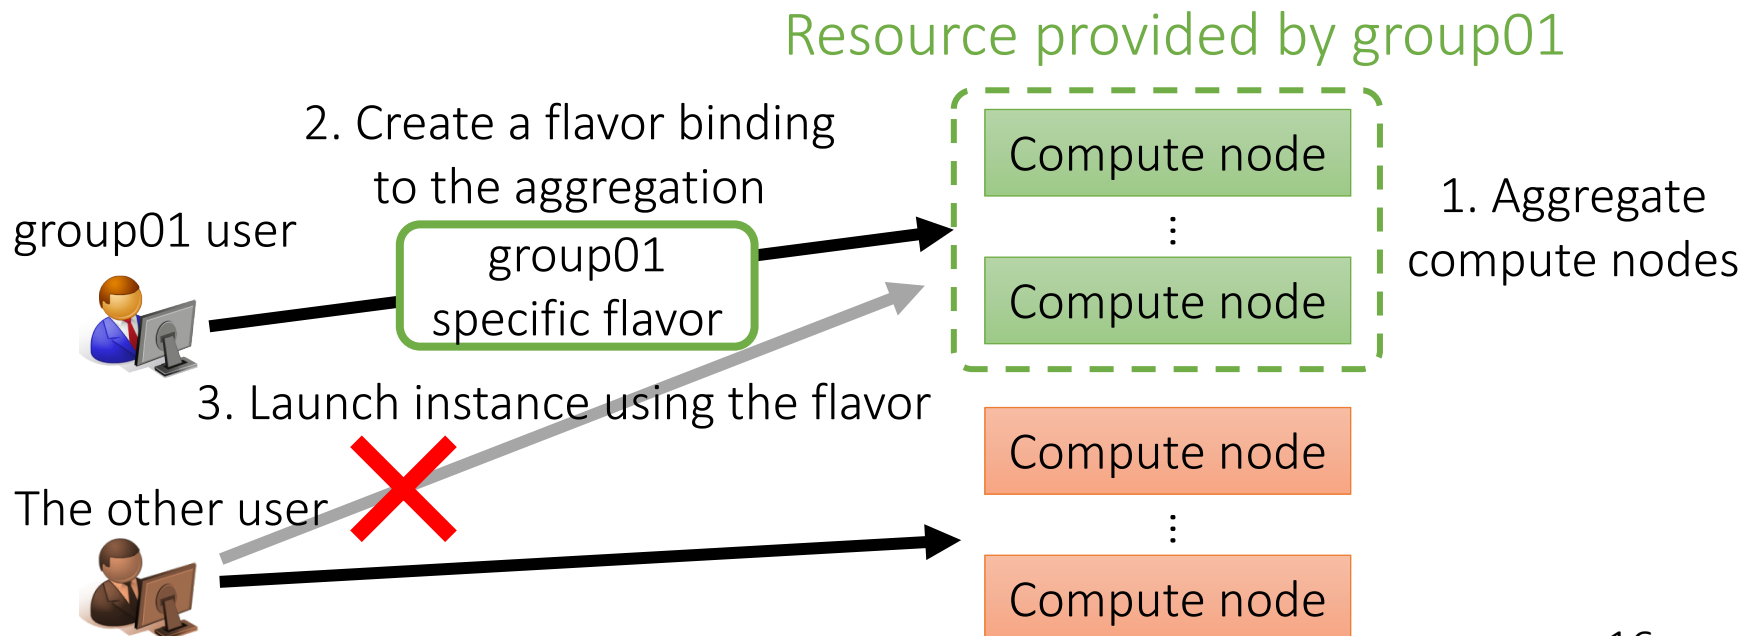 Resource provided by group01
2. Create a flavor binding
to the aggregation
group01 user
group01
specific flavor
Compute node
...
Compute node
1. Aggregate
compute nodes
3. Launch instance using the flavor
The other user
Compute node
...
Compute node